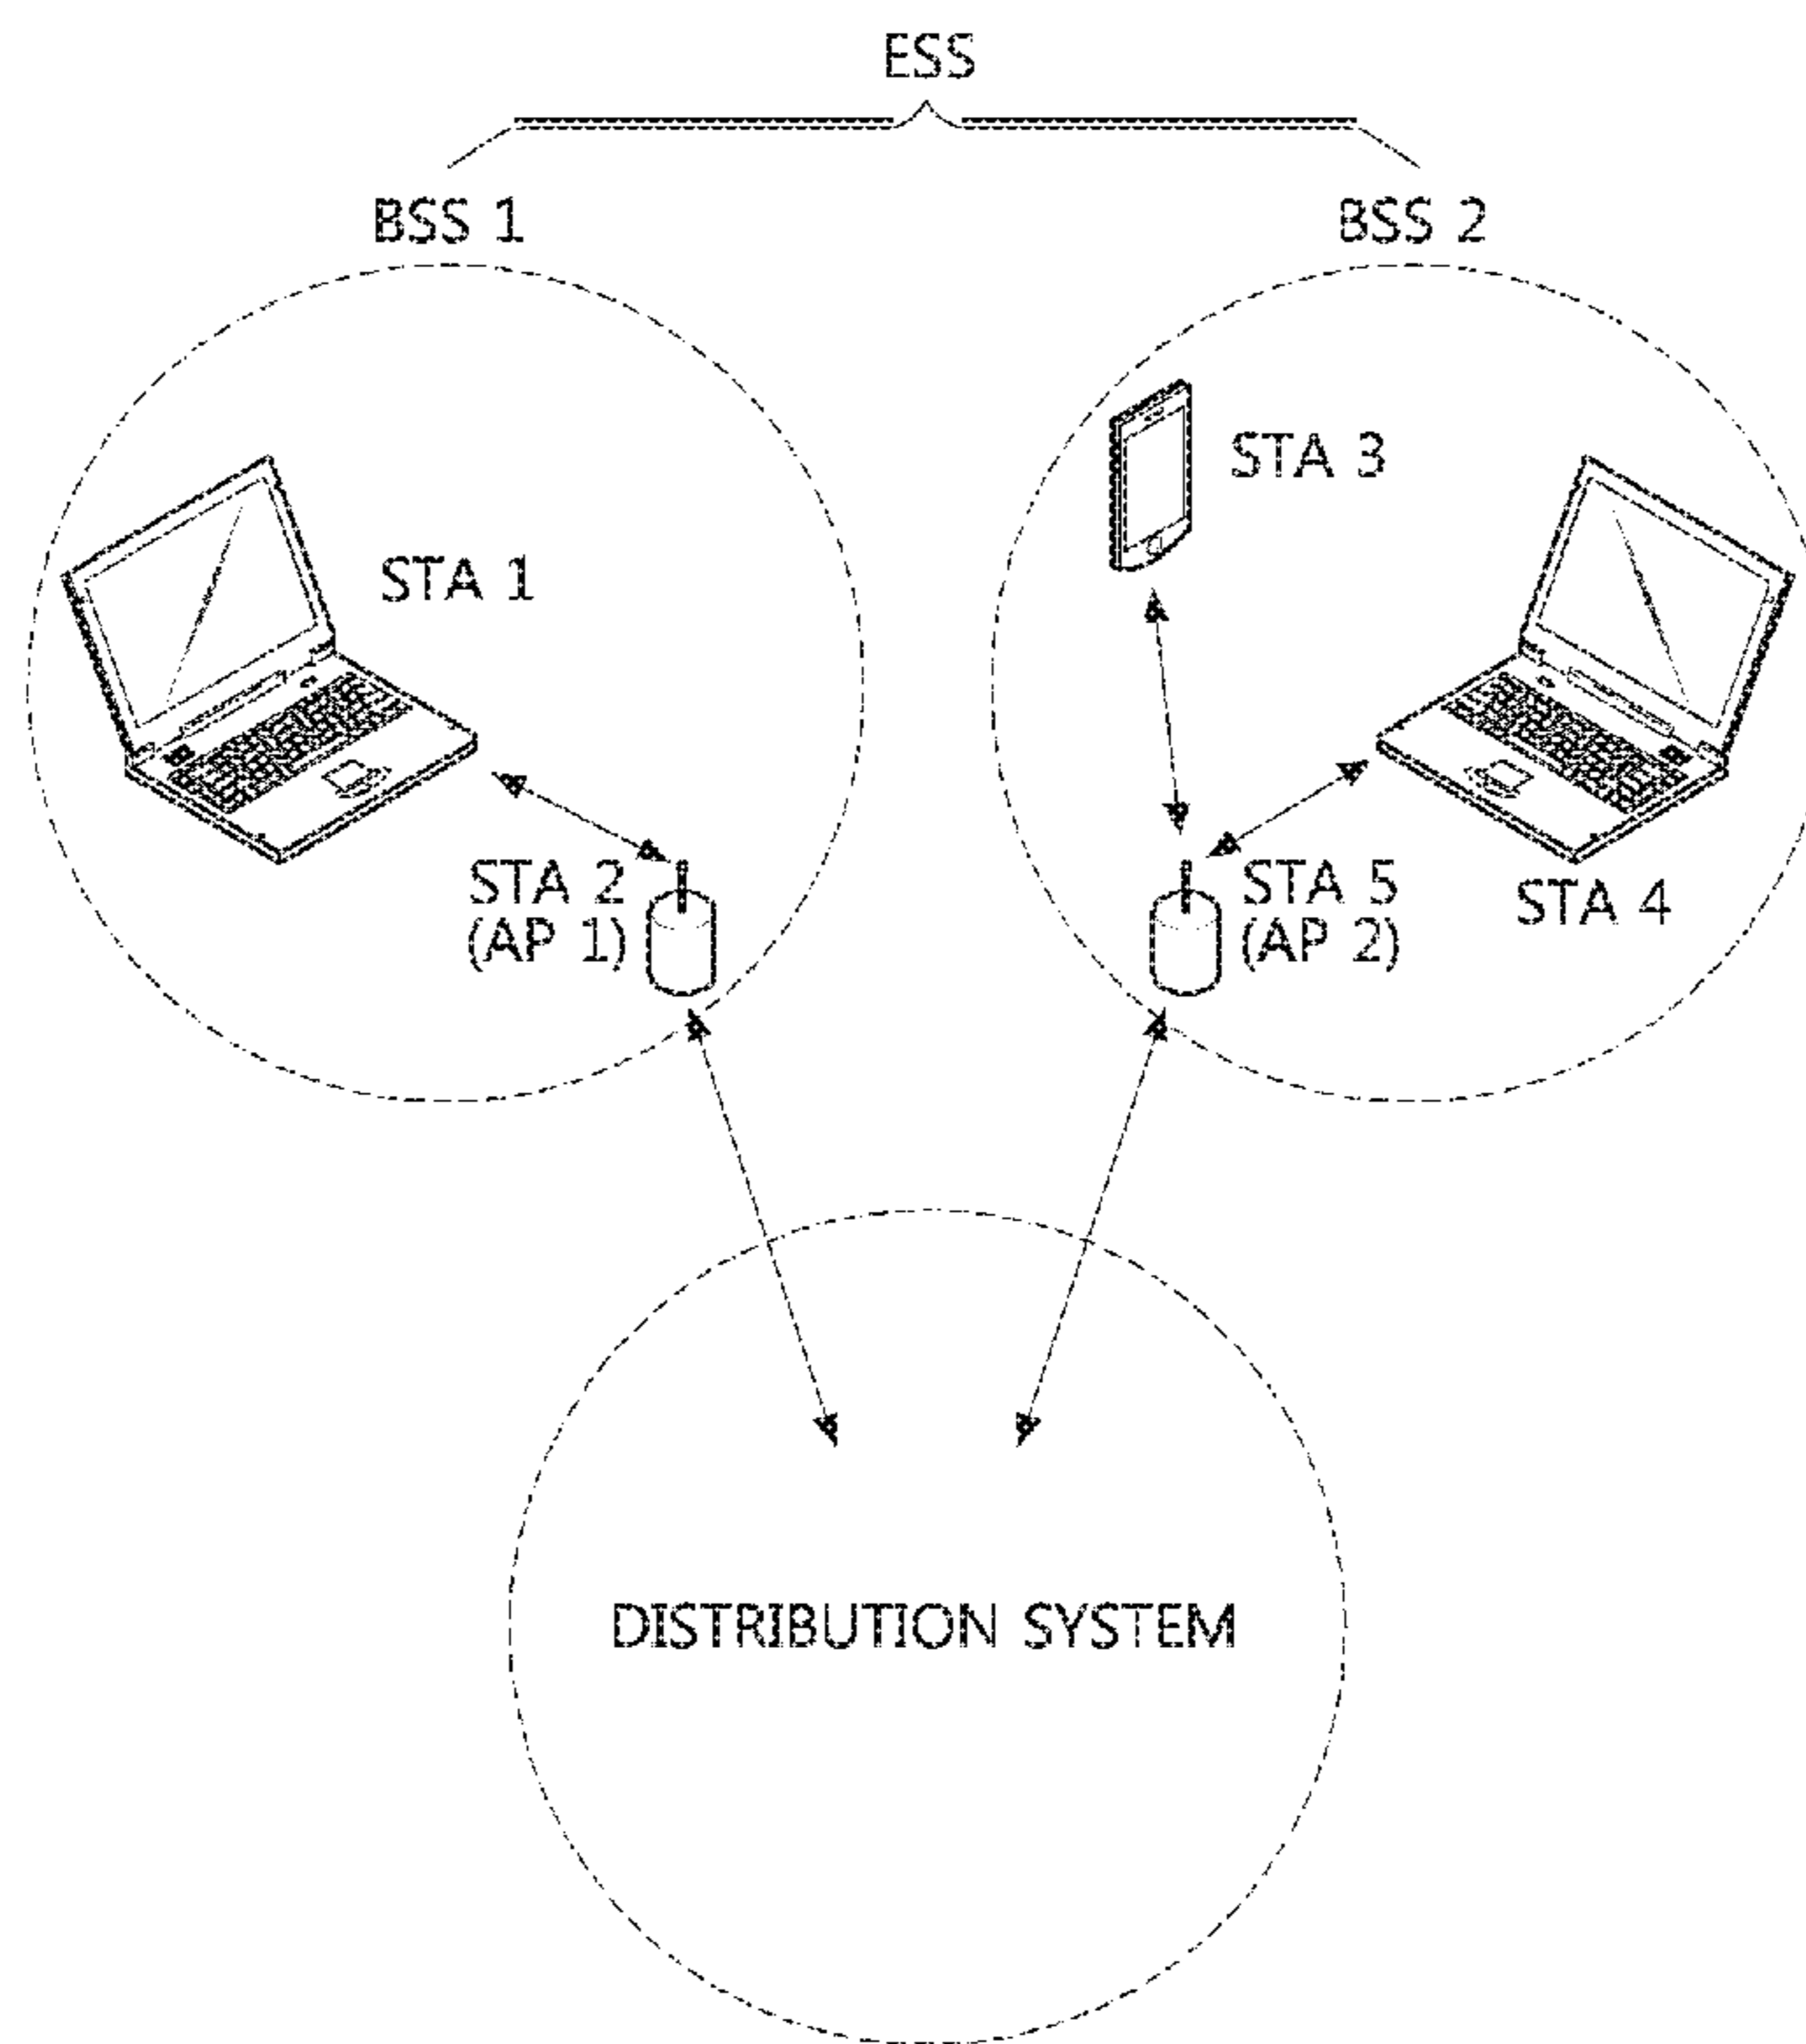 ESS
BSS 1
BSS 2
STA 3
STA 1
STA 2
(AP 1)
STA 5
(AP 2)
STA 4
DISTRIBUTION SYSTEM